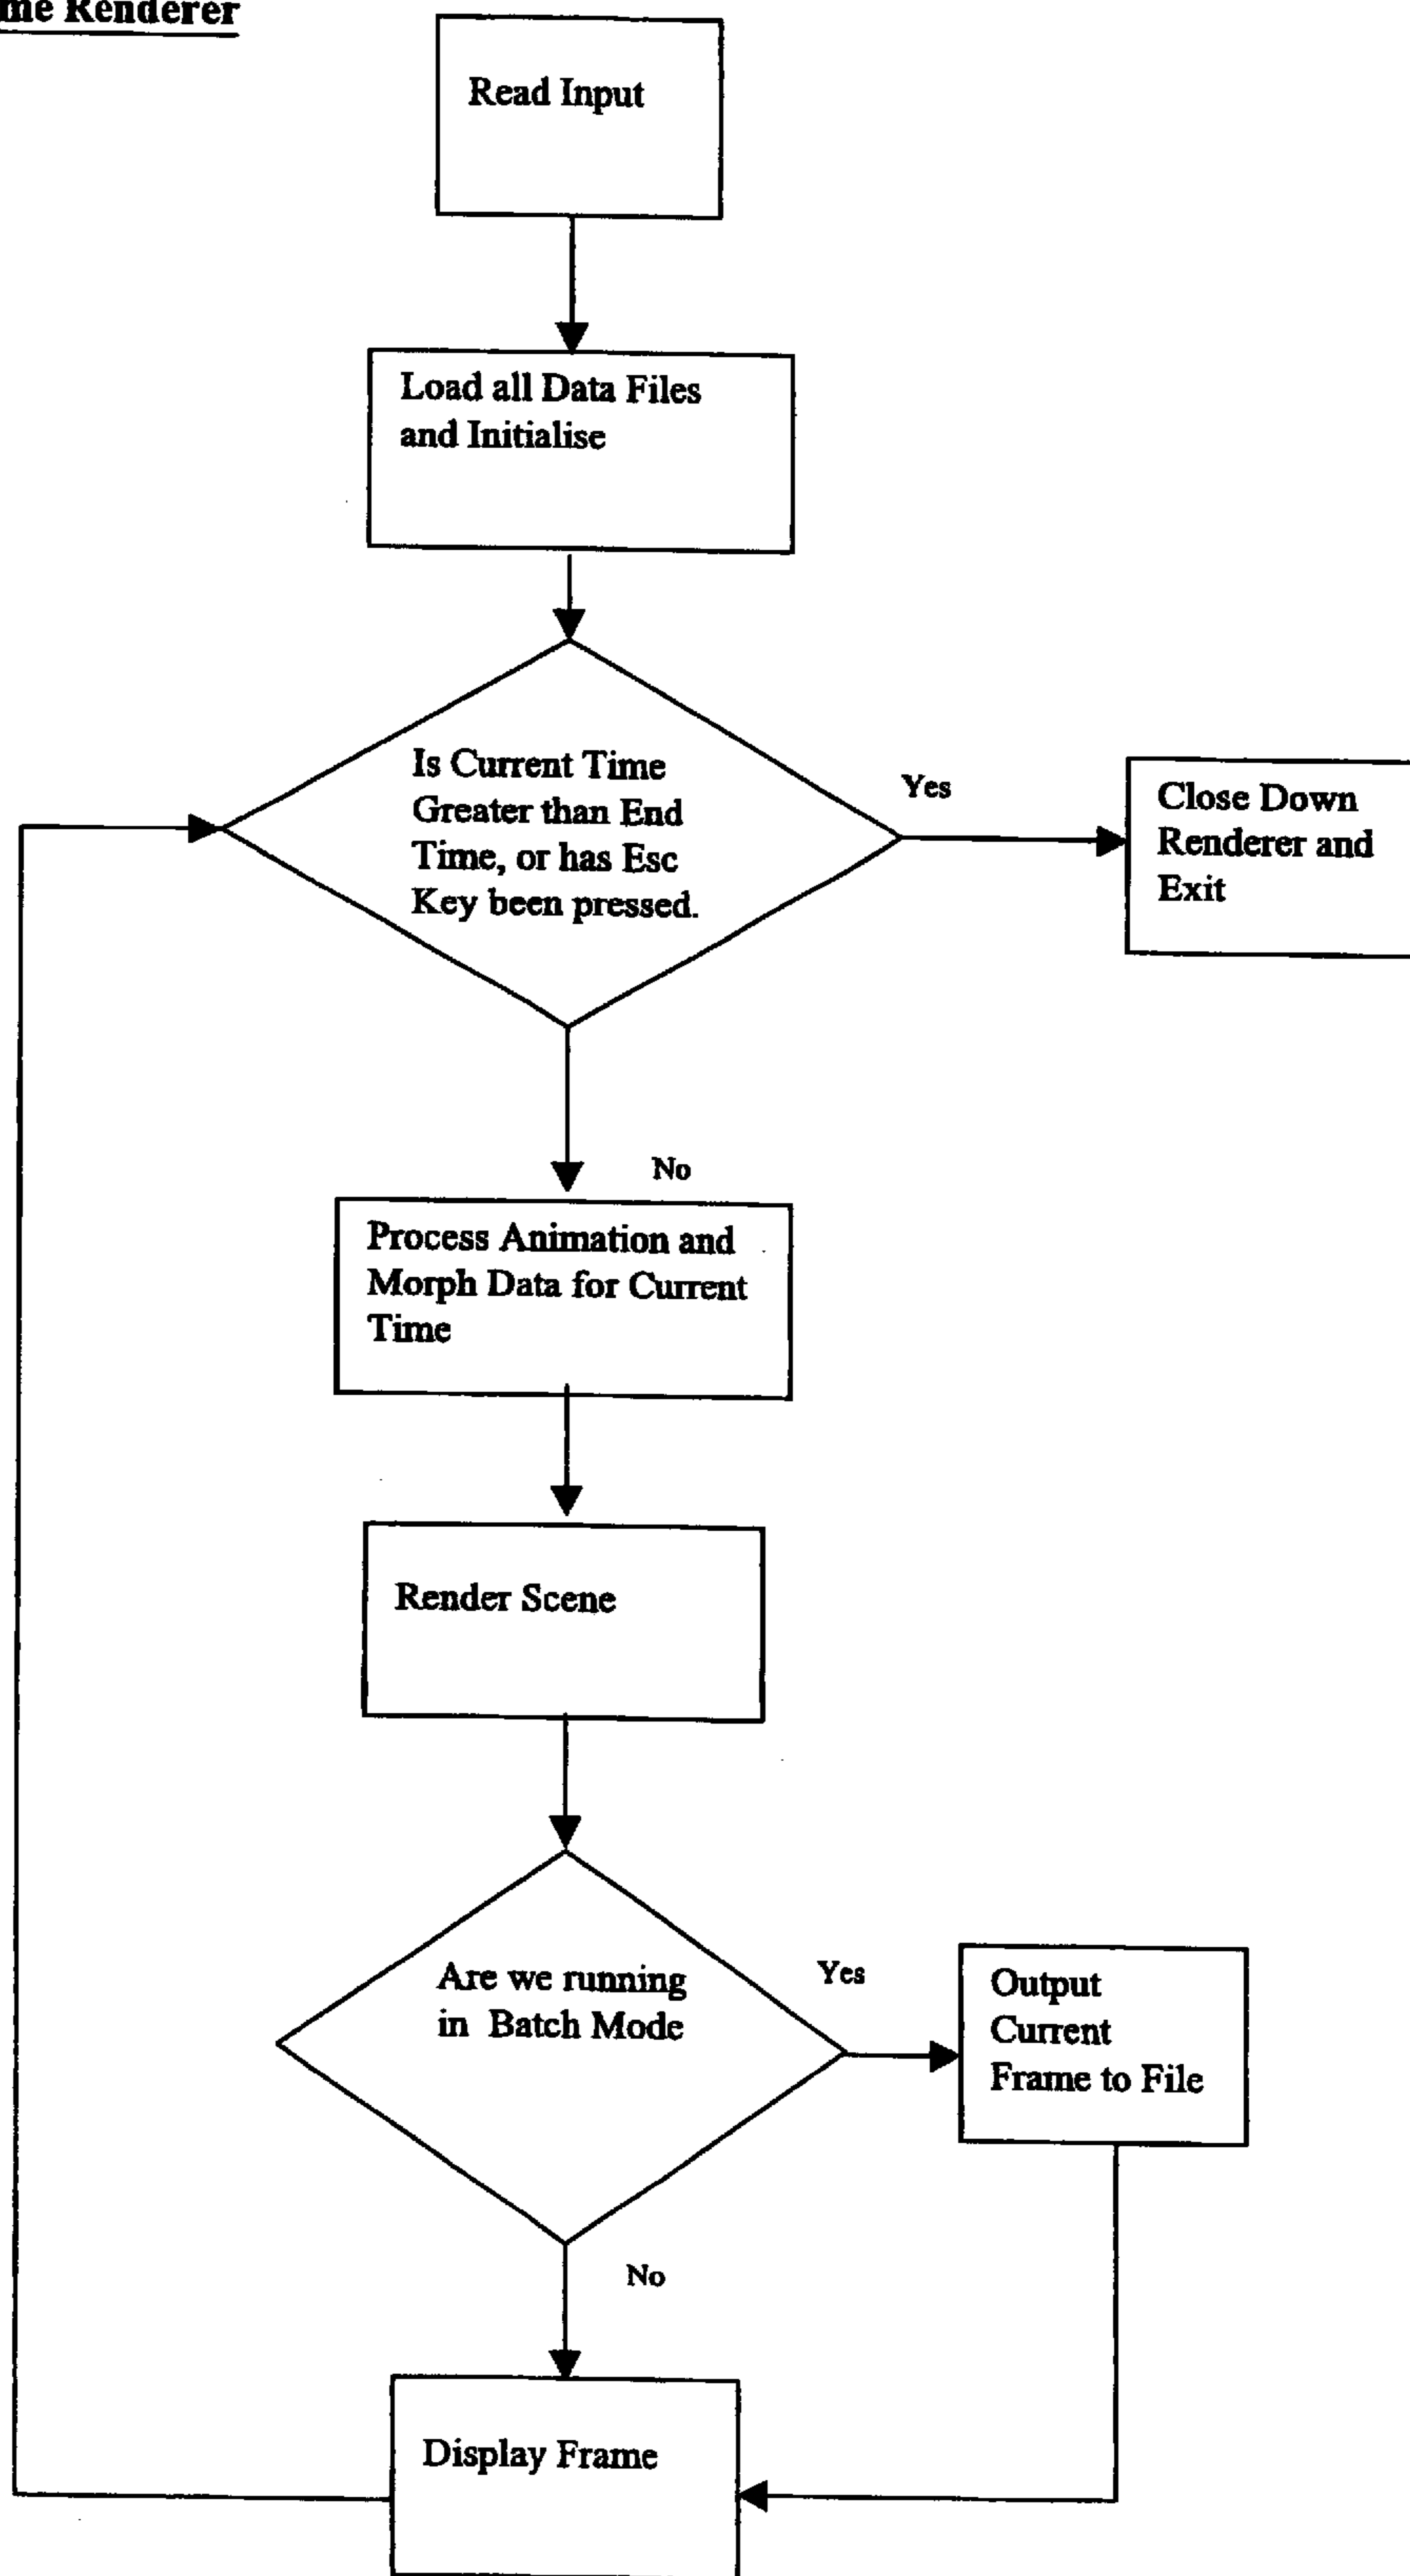 Renderer
Read Input
Load all Data Files
and Initialise
Is Current Time
Greater than End
Time, or has Esc
Key been pressed.
Yes
Close Down
Renderer and
Exit
No
Process Animation and
Morph Data for Current
Time
Render Scene
Are we running
in Batch Mode
Yes
Output
Current
Frame to File
No
Display Frame